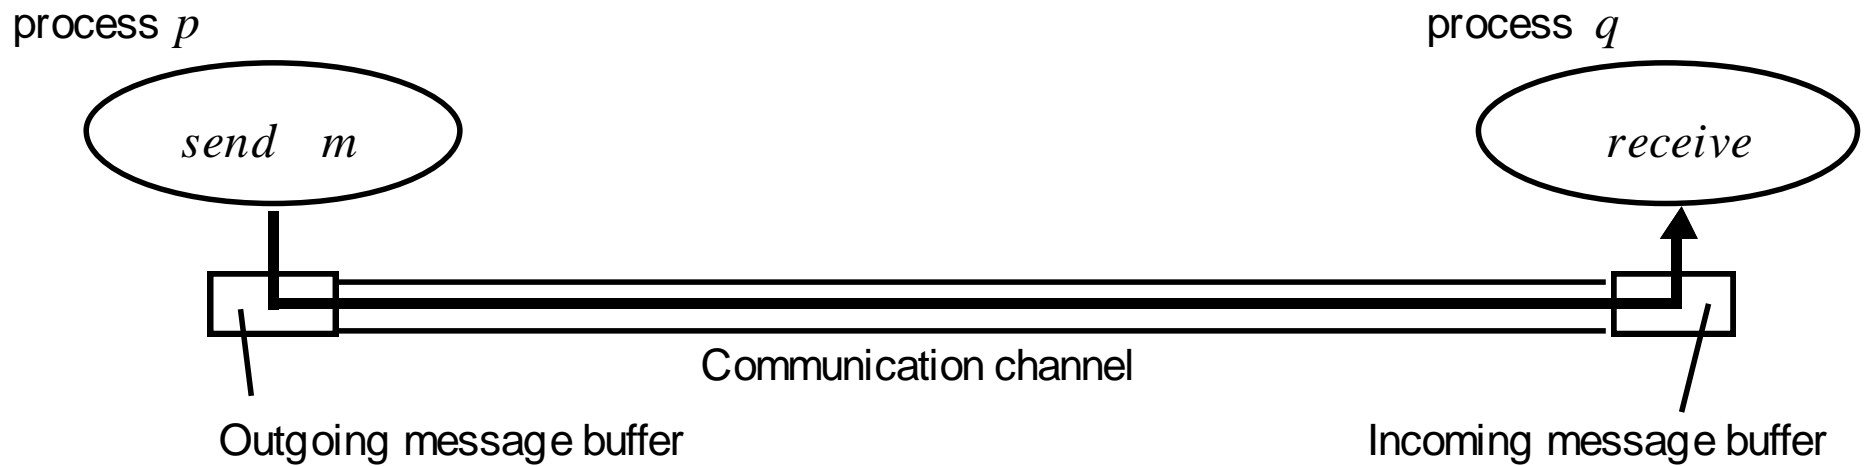 process p
process q
send m
receive
Communication channel
Outgoing message buffer
Incoming message buffer